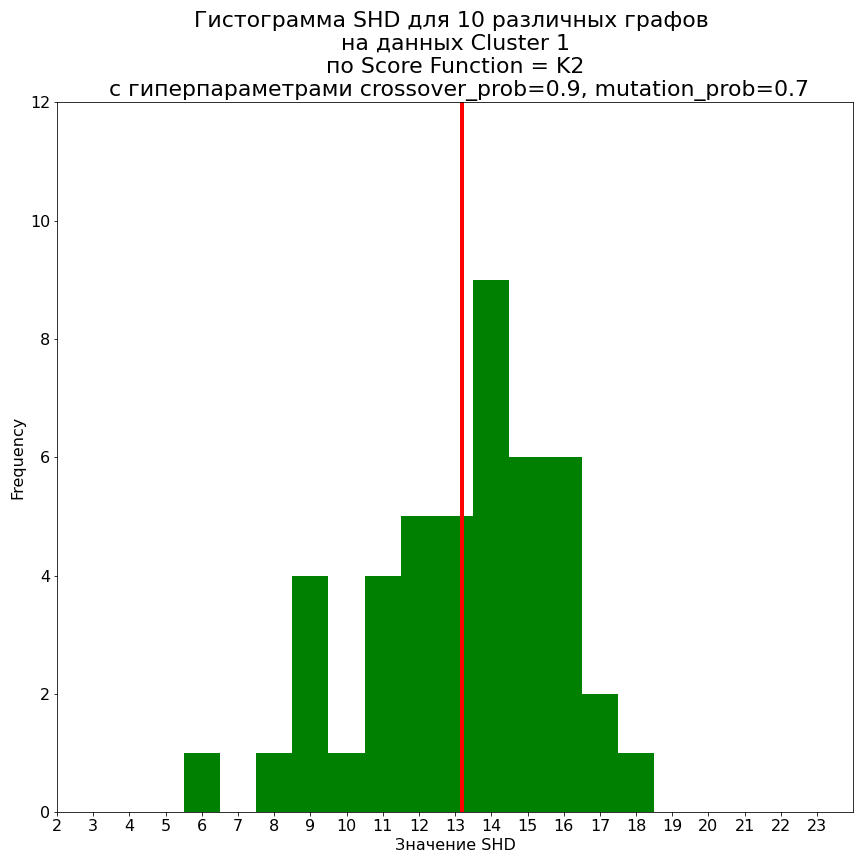 Гистограмма SHD для 10 различных графов
на данных Cluster 1
по Score Function = K2
с гиперпараметрами crossover_prob=0.9, mutation_prob=0.7
12
10
8
6
4
2
0
Frequency
2 3 4 5 6 7 8 9 10 11 12 13 14 15 16 17 18 19 20 21 22 23
Значение SHD